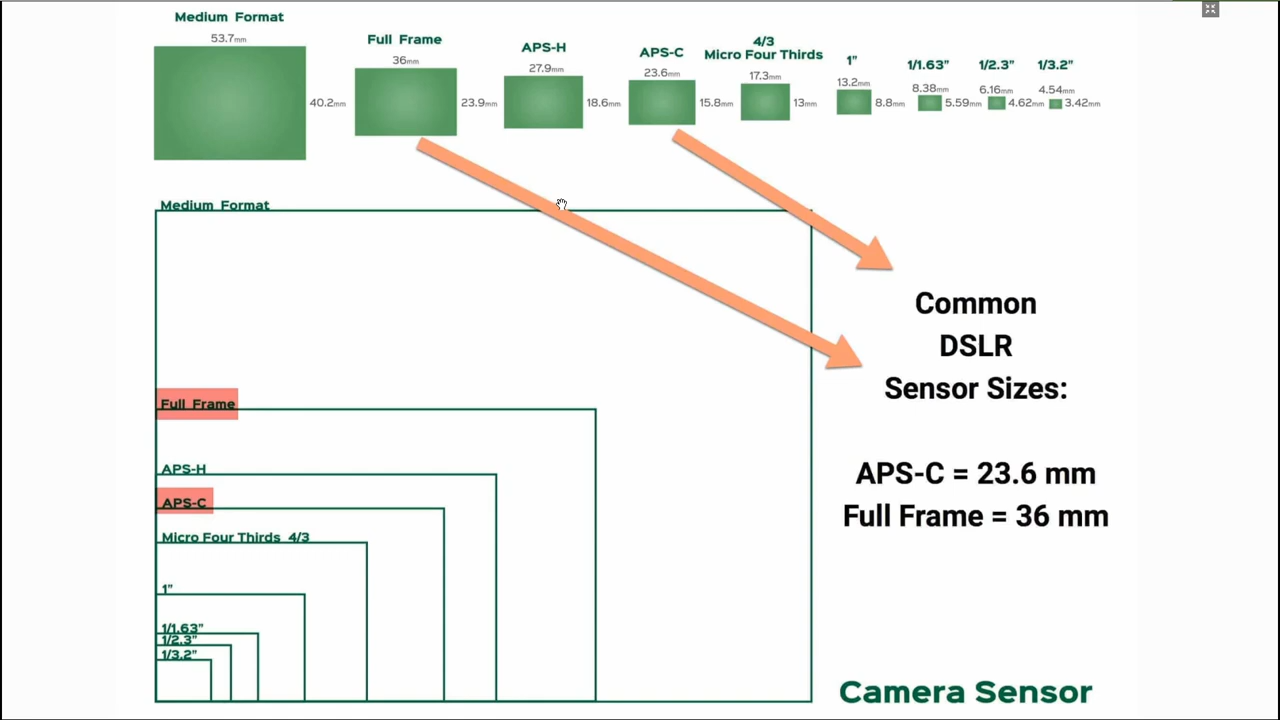 Medium Format
53.7mm
40.2mm
Full Frame
36mm
23.9mm
APS-H
27.9mm
18.6mm
APS-C
23.6mm
15.8mm
4/3
Micro Four Thirds
17.3mm
13mm
1”
13.2mm
8.8mm
1/1.63”
8.38mm
5.59mm
1/2.3”
6.16mm
4.62mm
1/3.2”
4.54mm
3.42mm
Medium Format
Full Frame
APS-H
APS-C
Micro Four Thirds 4/3
1”
1/1.63”
1/2.3”
1/3.2”
Common
DSLR
Sensor Sizes:
APS-C = 23.6 mm
Full Frame = 36 mm
Camera Sensor